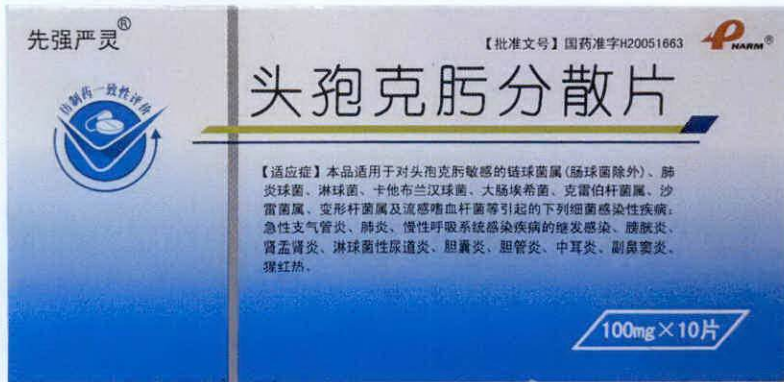 先强严灵®
【批准文号】国药准字H20051663
PHARM®
仿制药一致性评价
头孢克肟分散片
【适应症】本品适用于对头孢克肟敏感的链球菌属(肠球菌除外)、肺
炎球菌、淋球菌、卡他布兰汉球菌、大肠埃希菌、克雷伯杆菌属、沙
雷菌属、变形杆菌属及流感嗜血杆菌等引起的下列细菌感染性疾病:
急性支气管炎、肺炎、慢性呼吸系统感染疾病的继发感染、膀胱炎、
肾盂肾炎、淋球菌性尿道炎、胆囊炎、胆管炎、中耳炎、副鼻窦炎、
猩红热。
100mg×10片